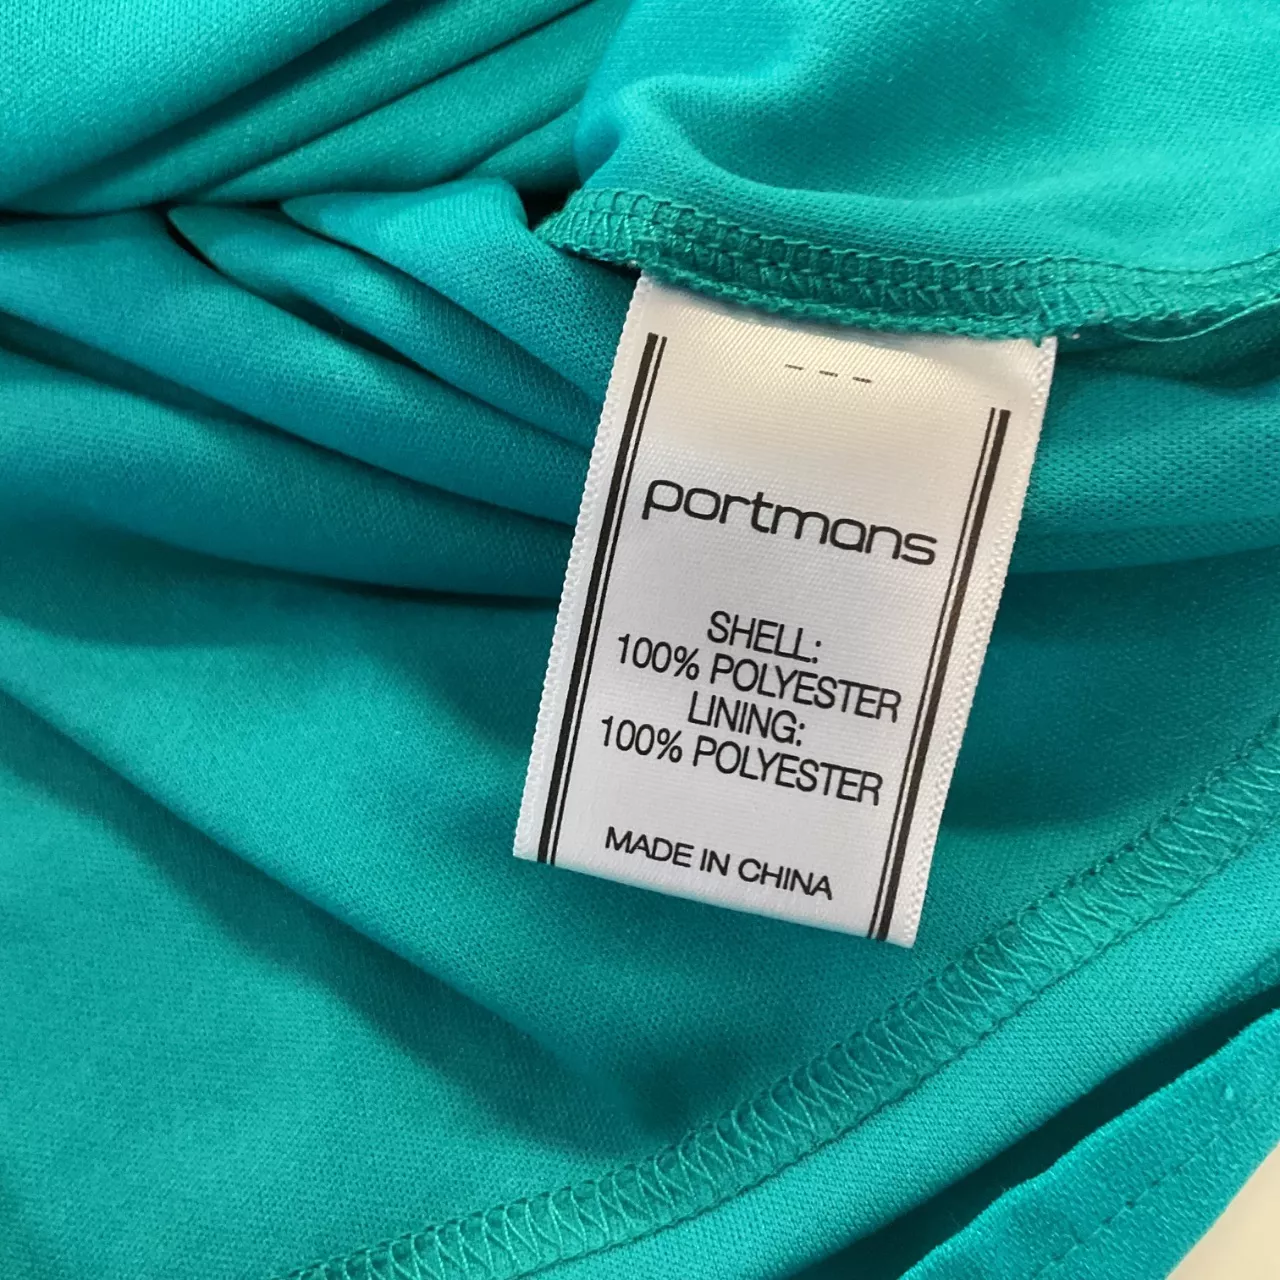 portmans
SHELL:
100% POLYESTER
LINING:
100% POLYESTER
MADE IN CHINA